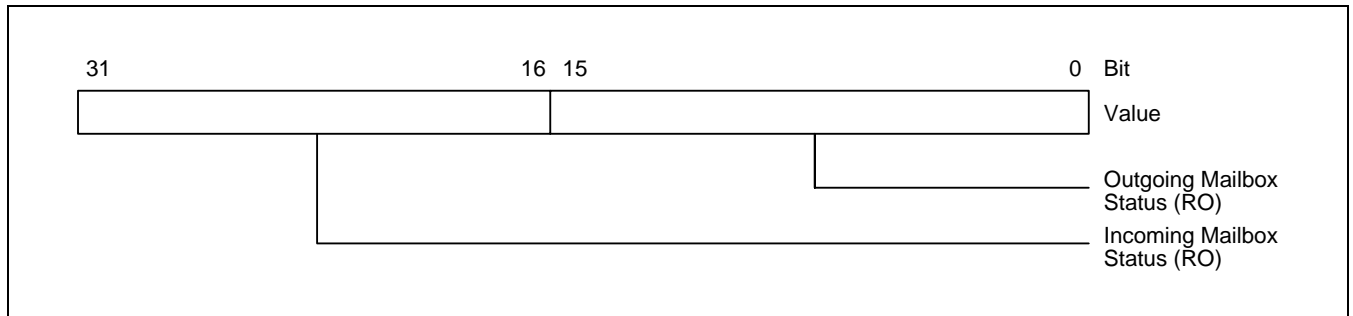 31 16 15 0 Bit
Value
Outgoing Mailbox
Status (RO)
Incoming Mailbox
Status (RO)